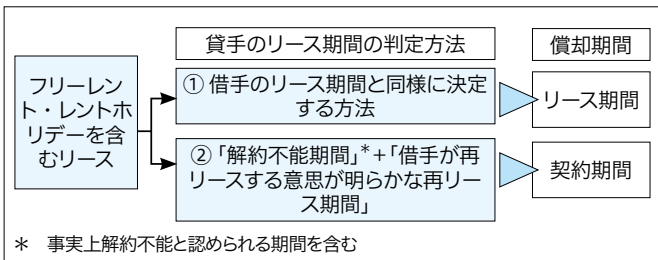 貸手のリース期間の判定方法
償却期間
フリーレン
ト・レントホ
リデーを含
むリース
① 借手のリース期間と同様に決定
する方法
リース期間
② 「解約不能期間」*+「借手が再
リースする意思が明らかな再リー
ス期間」
契約期間
* 事実上解約不能と認められる期間を含む